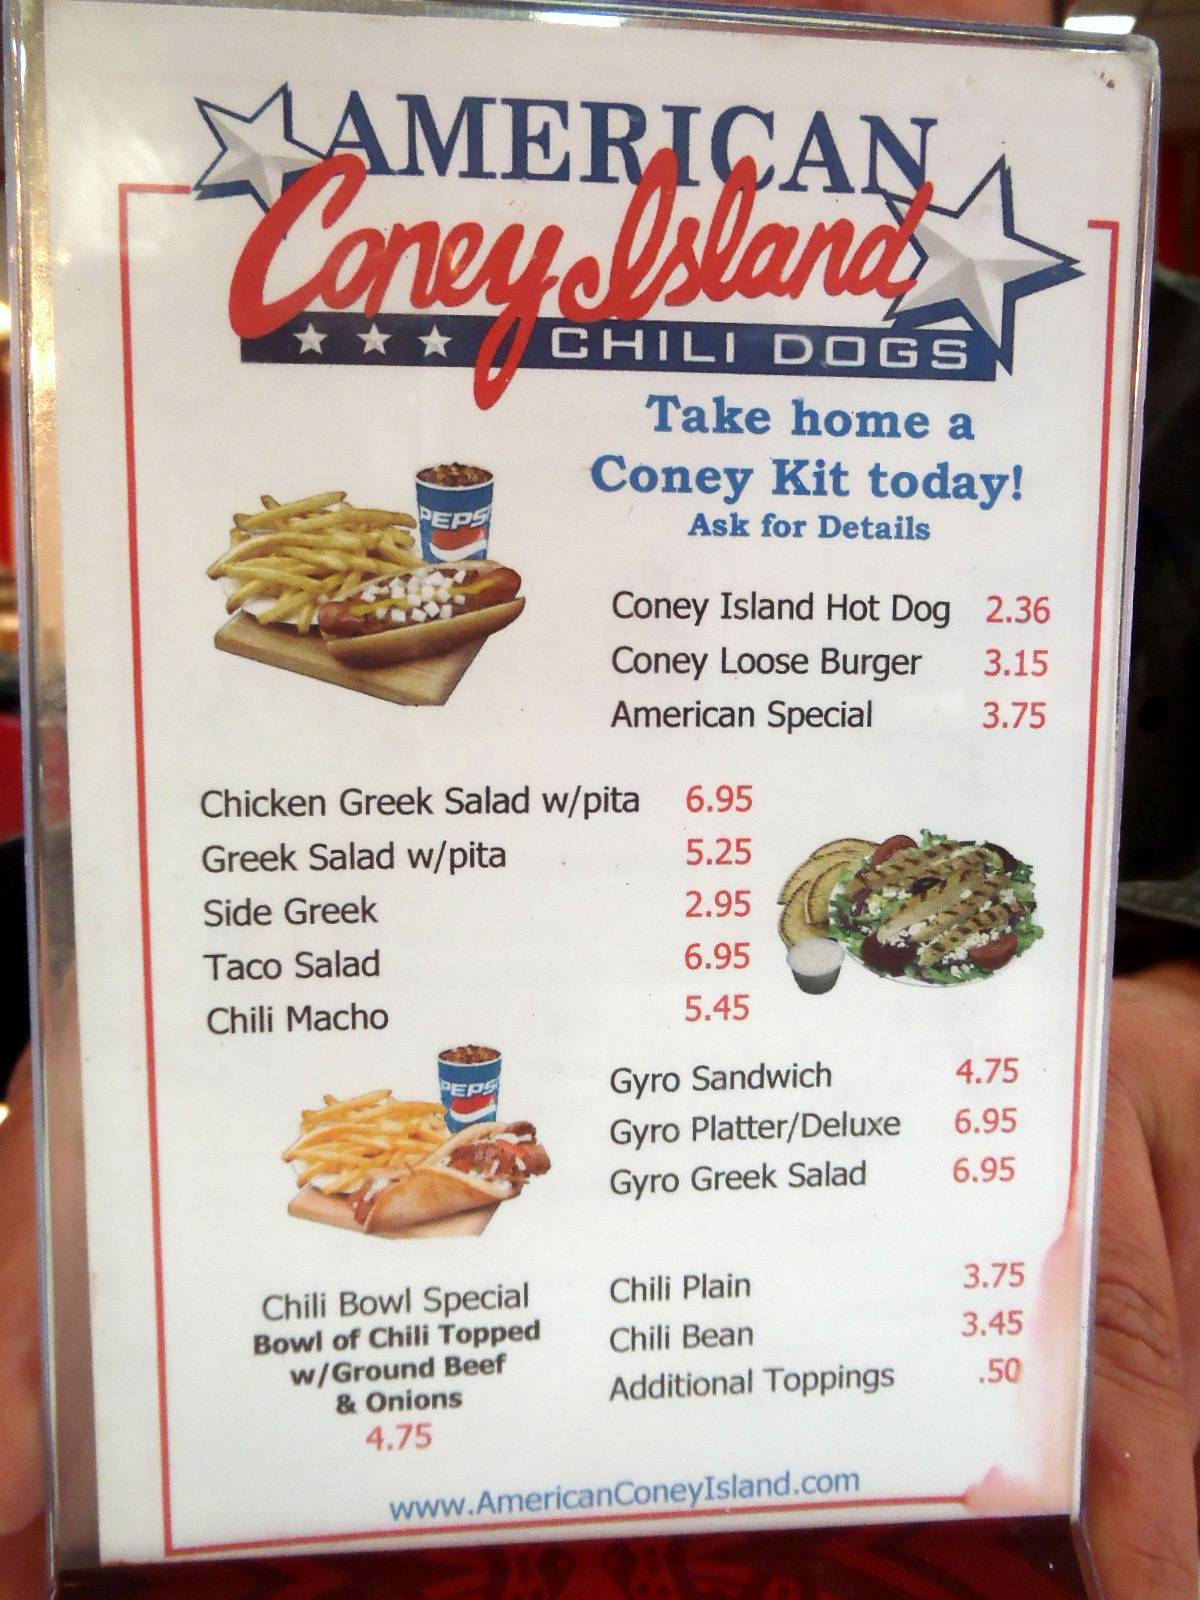 AMERICAN
Coney Island
CHILI DOGS
Take home a
Coney Kit today!
Ask for Details
PEPSI
Coney Island Hot Dog 2.36
Coney Loose Burger 3.15
American Special 3.75
Chicken Greek Salad w/pita 6.95
Greek Salad w/pita 5.25
Side Greek 2.95
Taco Salad 6.95
Chili Macho 5.45
PEPSI
Gyro Sandwich 4.75
Gyro Platter/Deluxe 6.95
Gyro Greek Salad 6.95
Chili Bowl Special
Bowl of Chili Topped
w/Ground Beef
& Onions
4.75
Chili Plain 3.75
Chili Bean 3.45
Additional Toppings .50
www.AmericanConeyIsland.com